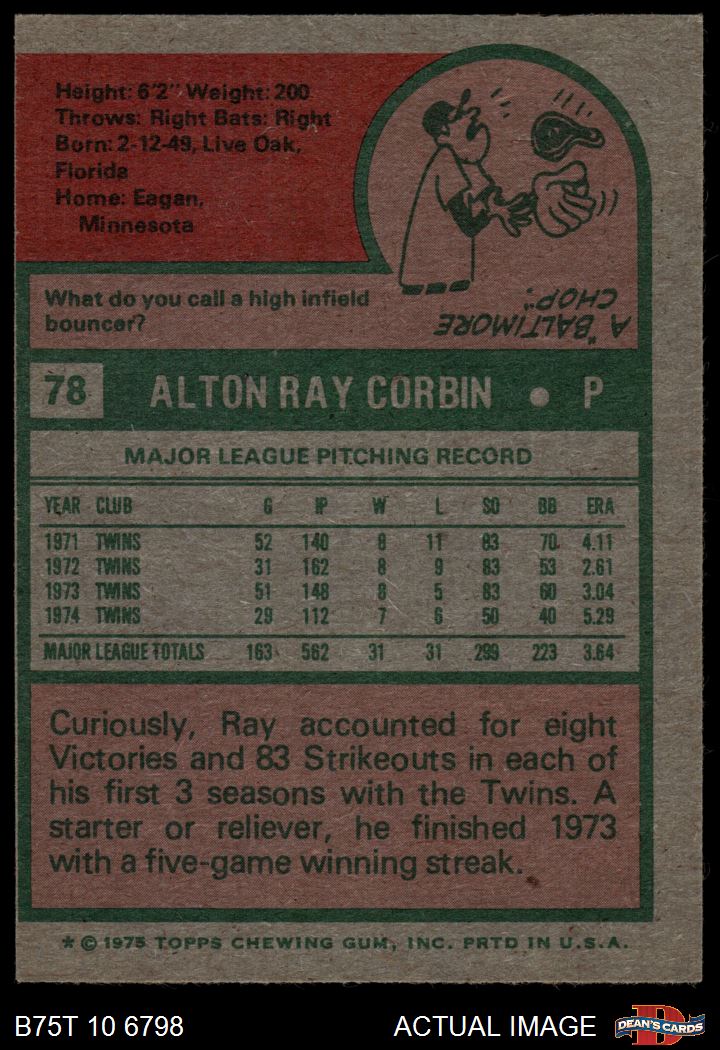 Height: 6'2" Weight: 200
Throws: Right Bats: Right
Born: 2-12-49, Live Oak,
Florida
Home: Eagan,
Minnesota
What do you call a high infield
bouncer?
A "BALTIMORE
CHOP".
78 ALTON RAY CORBIN ● P
MAJOR LEAGUE PITCHING RECORD
YEAR CLUB G IP W L SO BB ERA
1971 TWINS 52 140 8 11 83 70 4.11
1972 TWINS 31 162 8 9 83 53 2.61
1973 TWINS 51 148 8 5 83 60 3.04
1974 TWINS 29 112 7 6 50 40 5.29
MAJOR LEAGUE TOTALS 163 562 31 31 299 223 3.64
Curiously, Ray accounted for eight
Victories and 83 Strikeouts in each of
his first 3 seasons with the Twins. A
starter or reliever, he finished 1973
with a five-game winning streak.
* © 1975 TOPPS CHEWING GUM, INC. PRTD IN U.S.A.
B75T 10 6798 ACTUAL IMAGE DEAN'S CARDS